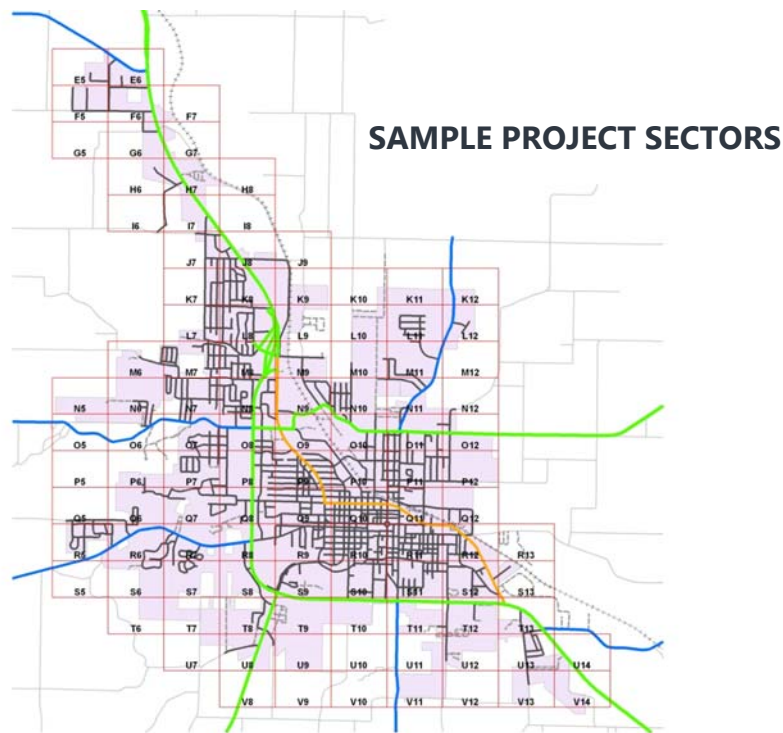 E5 E6
SAMPLE PROJECT SECTORS
F5 F6 F7
G5 G6 G7
H6 H7 H8
I6 I7 I8
J7 J8 J9
K7 K8 K9 K10 K11 K12
L7 L8 L9 L10 L11 L12
M6 M7 M8 M9 M10 M11 M12
N5 N6 N7 N8 N9 N10 N11 N12
O5 O6 O7 O8 O9 O10 O11 O12
P5 P6 P7 P8 P9 P10 P11 P12
Q5 Q6 Q7 Q8 Q9 Q10 Q11 Q12
R5 R6 R7 R8 R9 R10 R11 R12 R13
S5 S6 S7 S8 S9 S10 S11 S12 S13
T6 T7 T8 T9 T10 T11 T12 T13
U7 U8 U9 U10 U11 U12 U13 U14
V8 V9 V10 V11 V12 V13 V14